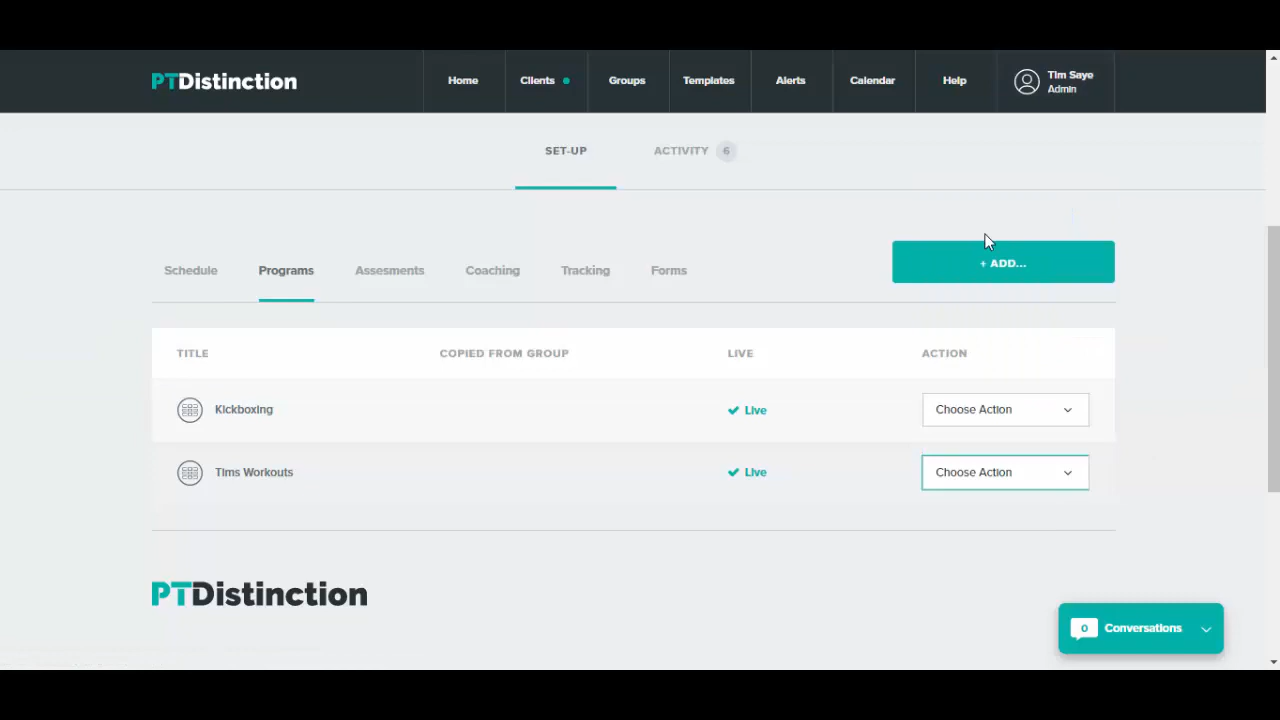 PTDistinction
Home
Clients
Groups
Templates
Alerts
Calendar
Help
Tim Saye
Admin
SET-UP
ACTIVITY 6
Schedule
Programs
Assesments
Coaching
Tracking
Forms
+ ADD...
TITLE
COPIED FROM GROUP
LIVE
ACTION
Kickboxing
Live
Choose Action
Tims Workouts
Live
Choose Action
PTDistinction
0 Conversations